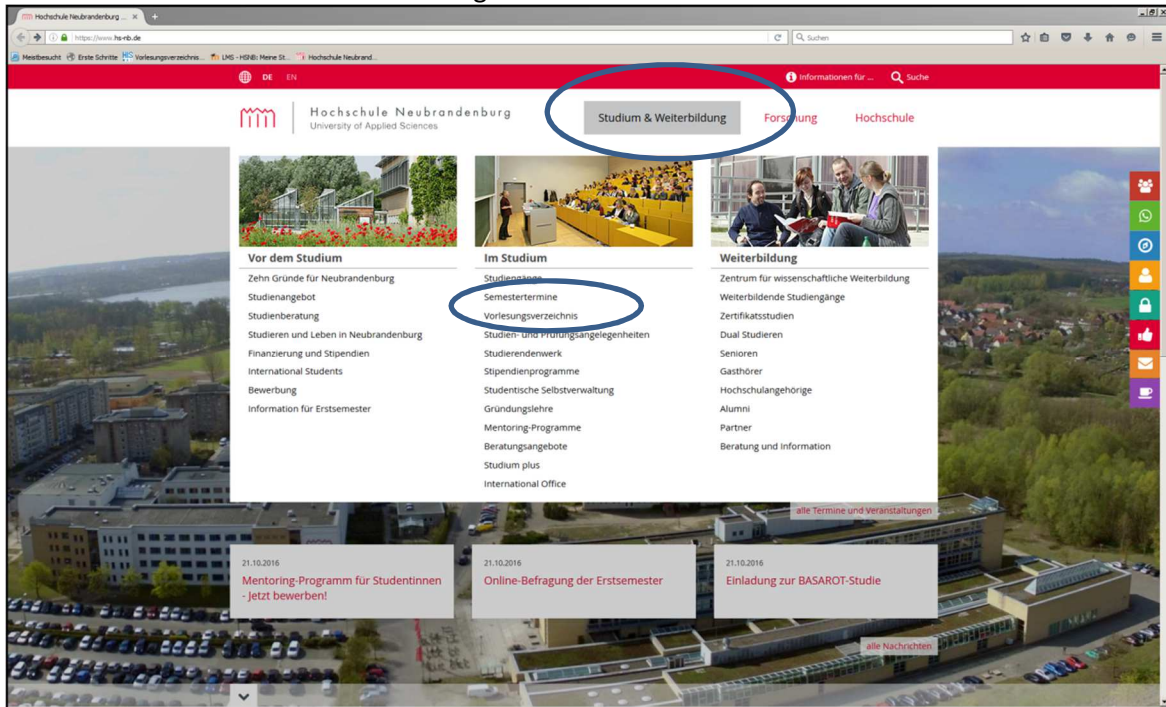 Hochschule Neubrandenburg ... × +
https://www.hs-nb.de
Suchen
Meistbesucht Erste Schritte HIS Vorlesungsverzeichnis... LMS - HSNB: Meine St... Hochschule Neubrand...
DE EN
Informationen für ... Suche
Hochschule Neubrandenburg
University of Applied Sciences
Studium & Weiterbildung Forschung Hochschule
Vor dem Studium
Zehn Gründe für Neubrandenburg
Studienangebot
Studienberatung
Studieren und Leben in Neubrandenburg
Finanzierung und Stipendien
International Students
Bewerbung
Information für Erstsemester
Im Studium
Studiengänge
Semestertermine
Vorlesungsverzeichnis
Studien- und Prüfungsangelegenheiten
Studierendenwerk
Stipendienprogramme
Studentische Selbstverwaltung
Gründungslehre
Mentoring-Programme
Beratungsangebote
Studium plus
International Office
Weiterbildung
Zentrum für wissenschaftliche Weiterbildung
Weiterbildende Studiengänge
Zertifikatsstudien
Dual Studieren
Senioren
Gasthörer
Hochschulangehörige
Alumni
Partner
Beratung und Information
alle Termine und Veranstaltungen
21.10.2016
Mentoring-Programm für Studentinnen
- Jetzt bewerben!
21.10.2016
Online-Befragung der Erstsemester
21.10.2016
Einladung zur BASAROT-Studie
alle Nachrichten